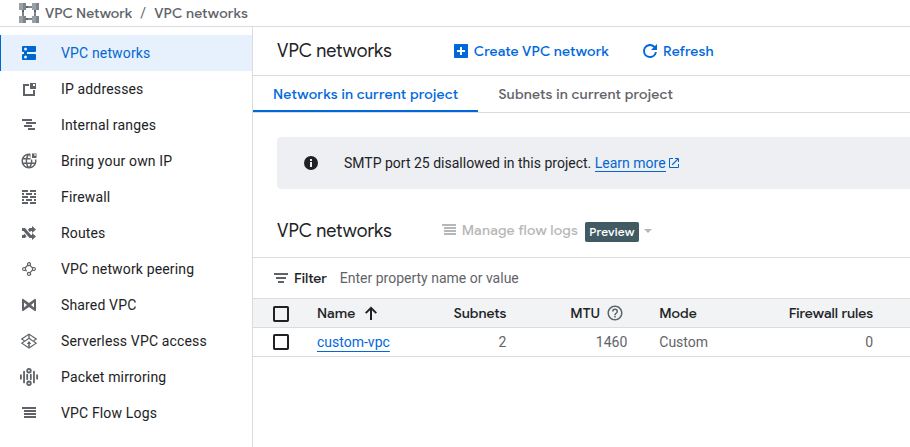 VPC Network / VPC networks
VPC networks
IP addresses
Internal ranges
Bring your own IP
Firewall
Routes
VPC network peering
Shared VPC
Serverless VPC access
Packet mirroring
VPC Flow Logs
VPC networks Create VPC network Refresh
Networks in current project Subnets in current project
SMTP port 25 disallowed in this project. Learn more
VPC networks Manage flow logs Preview
Filter Enter property name or value
Name Subnets MTU Mode Firewall rules
custom-vpc 2 1460 Custom 0